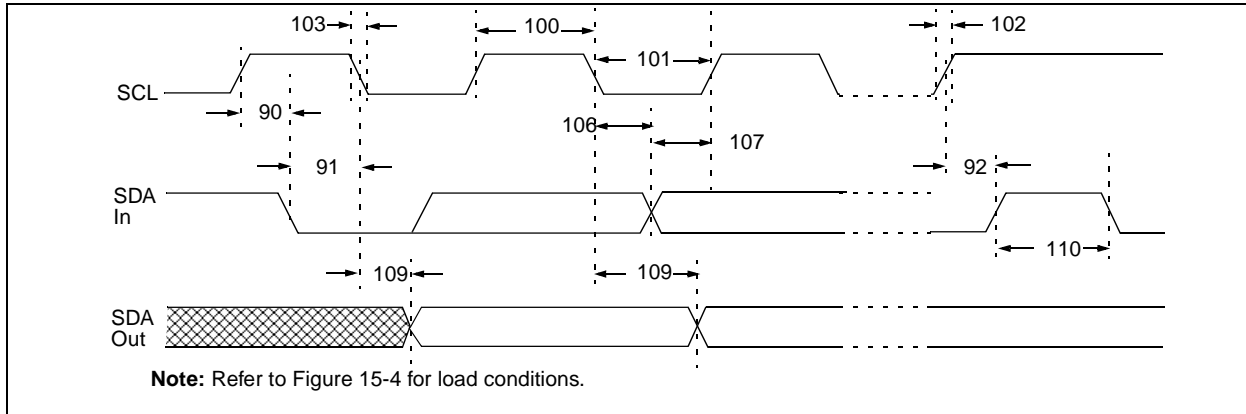 103
100
102
101
SCL
90
106
107
91
92
SDA
In
110
109
109
SDA
Out
Note: Refer to Figure 15-4 for load conditions.